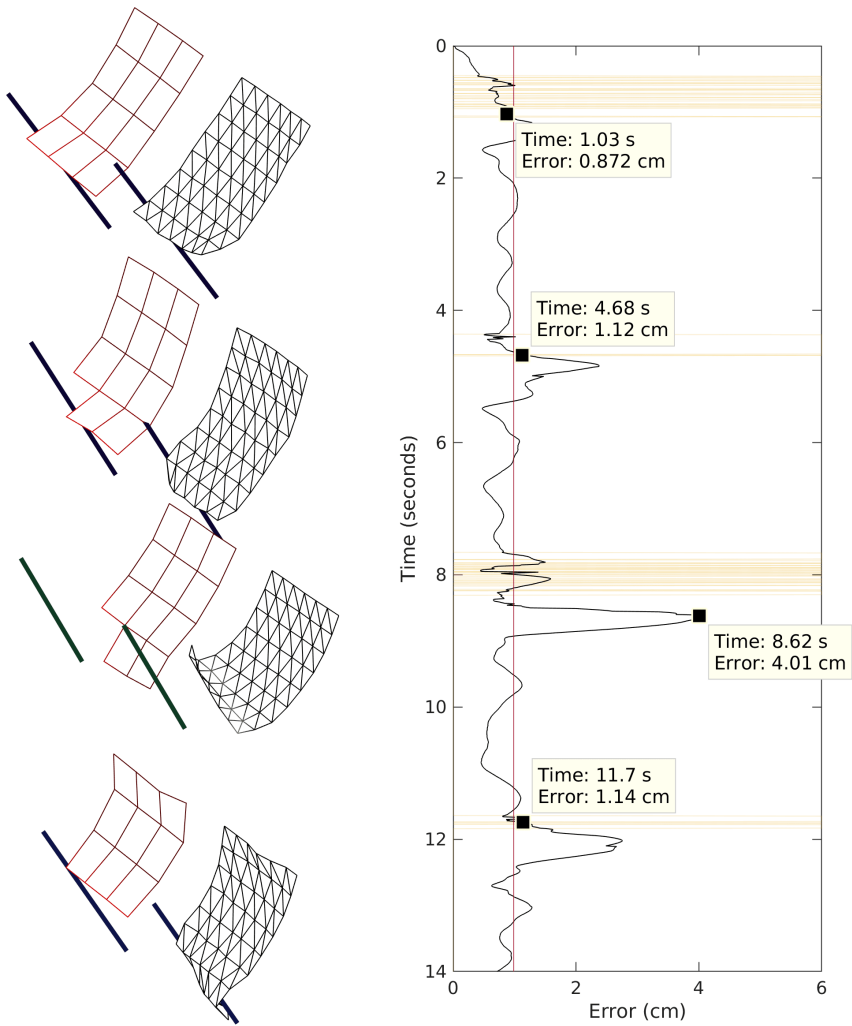 0
2
4
6
8
10
12
14
Time (seconds)
Time: 1.03 s
Error: 0.872 cm
Time: 4.68 s
Error: 1.12 cm
Time: 8.62 s
Error: 4.01 cm
Time: 11.7 s
Error: 1.14 cm
0
2
4
6
Error (cm)